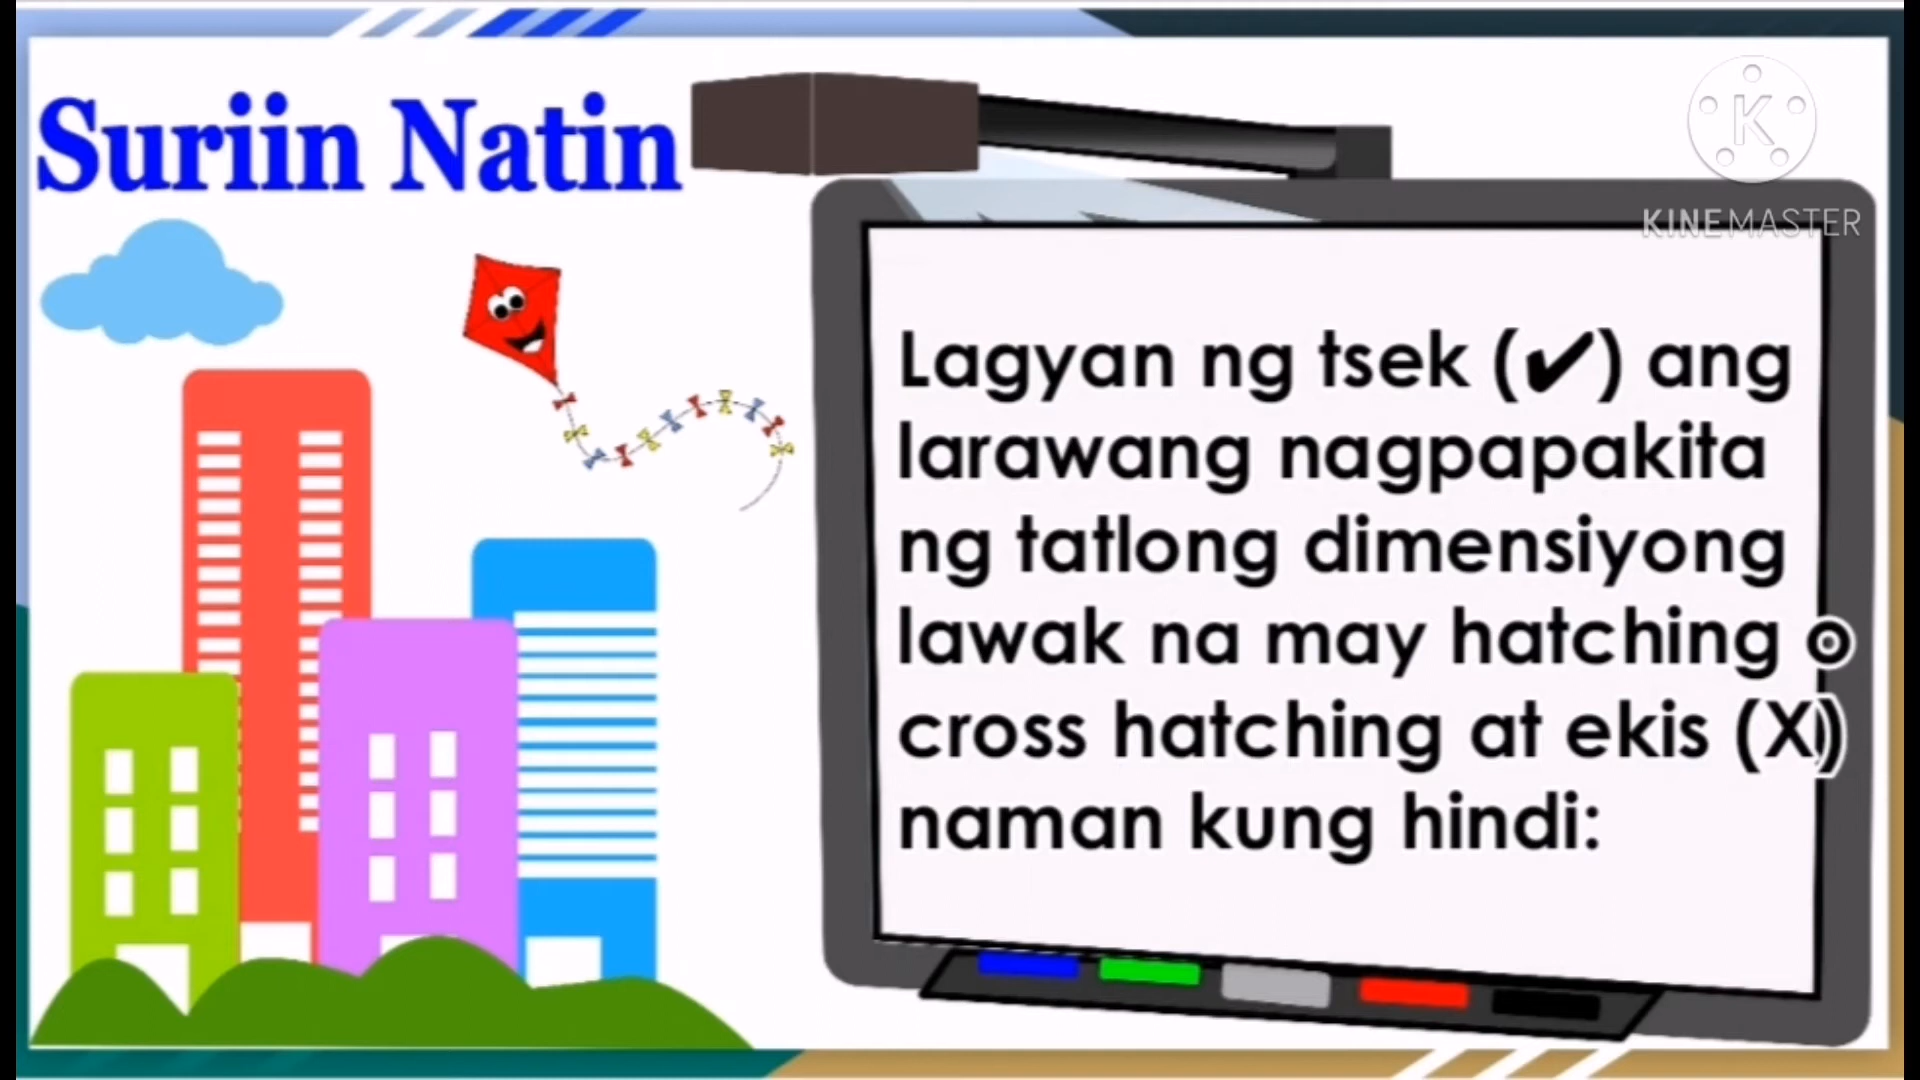 Suriin Natin
K
KINEMASTER
Lagyan ng tsek (✔) ang
larawang nagpapakita
ng tatlong dimensiyong
lawak na may hatching o
cross hatching at ekis (X)
naman kung hindi: